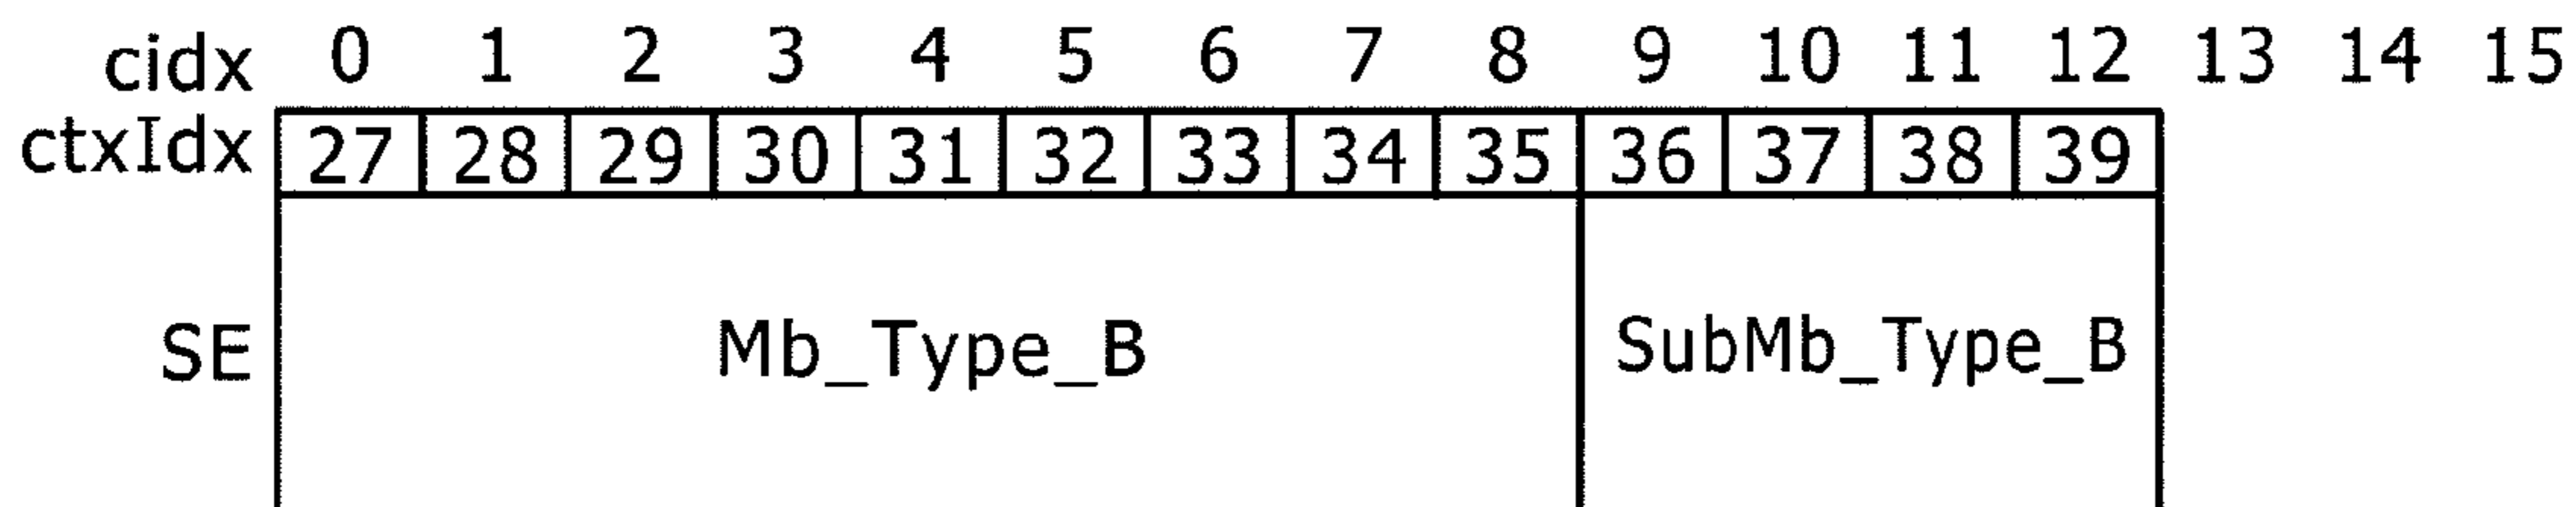 cidx 0 1 2 3 4 5 6 7 8 9 10 11 12 13 14 15
ctxIdx 27 28 29 30 31 32 33 34 35 36 37 38 39
SE Mb_Type_B SubMb_Type_B